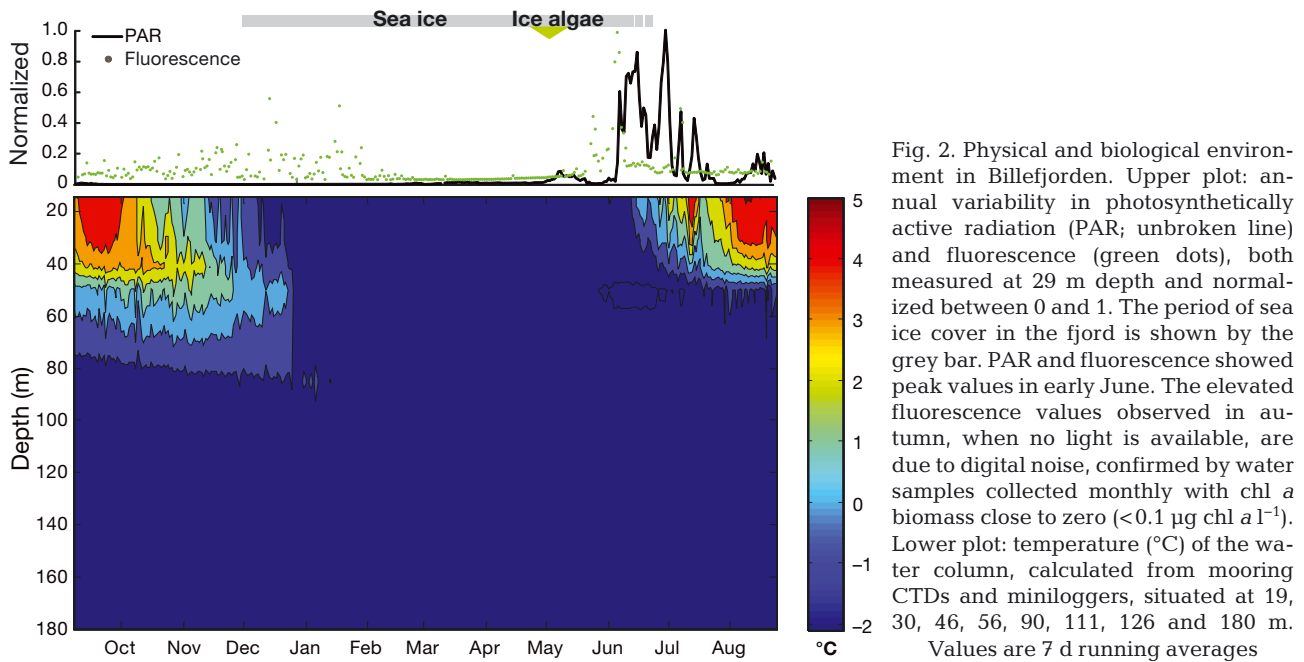 Sea ice
Ice algae
1.0
0.8
0.6
0.4
0.2
0
Normalized
PAR
Fluorescence
20
40
60
80
100
120
140
160
180
Depth (m)
Oct Nov Dec Jan Feb Mar Apr May Jun Jul Aug
5
4
3
2
1
0
−1
−2
°C
Fig. 2. Physical and biological environ-
ment in Billefjorden. Upper plot: an-
nual variability in photosynthetically
active radiation (PAR; unbroken line)
and fluorescence (green dots), both
measured at 29 m depth and normal-
ized between 0 and 1. The period of sea
ice cover in the fjord is shown by the
grey bar. PAR and fluorescence showed
peak values in early June. The elevated
fluorescence values observed in au-
tumn, when no light is available, are
due to digital noise, confirmed by water
samples collected monthly with chl a
biomass close to zero (<0.1 µg chl a l⁻¹).
Lower plot: temperature (°C) of the wa-
ter column, calculated from mooring
CTDs and miniloggers, situated at 19,
30, 46, 56, 90, 111, 126 and 180 m.
Values are 7 d running averages